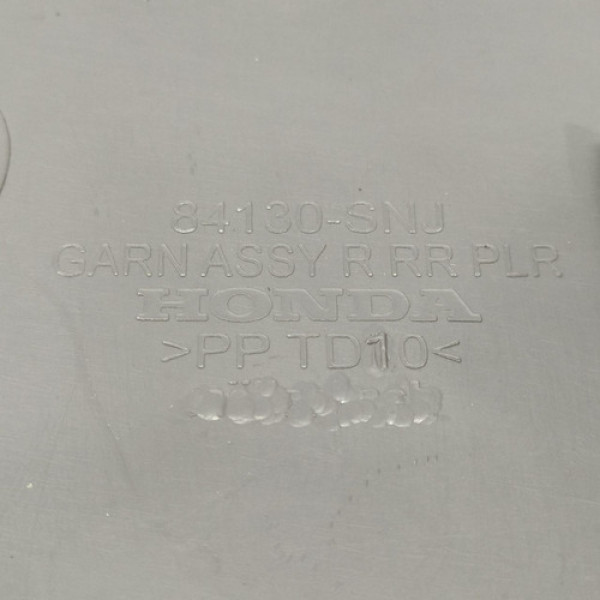 84130-SNJ
GARN ASSY R RR PLR
HONDA
>PP TD10<